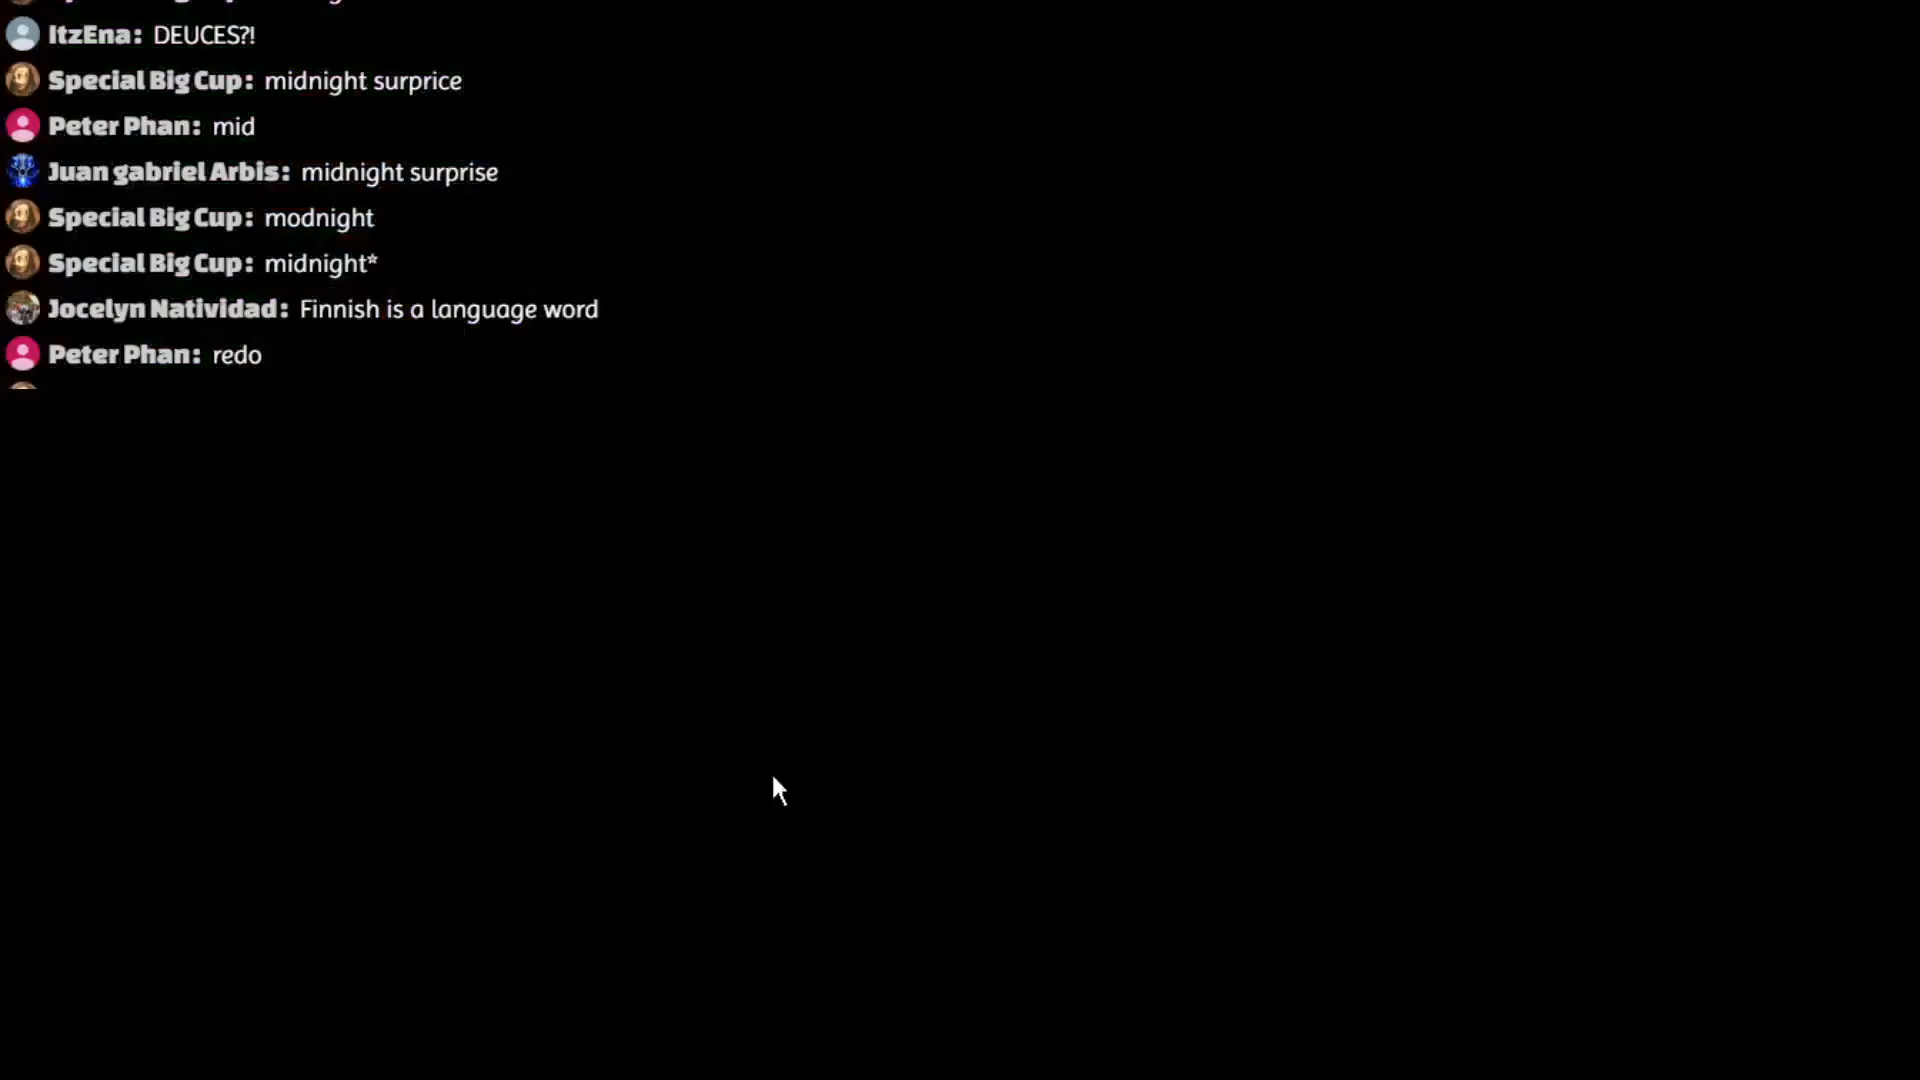 ItzEna: DEUCES?!
Special Big Cup: midnight surprice
Peter Phan: mid
Juan gabriel Arbis: midnight surprise
Special Big Cup: modnight
Special Big Cup: midnight*
Jocelyn Natividad: Finnish is a language word
Peter Phan: redo